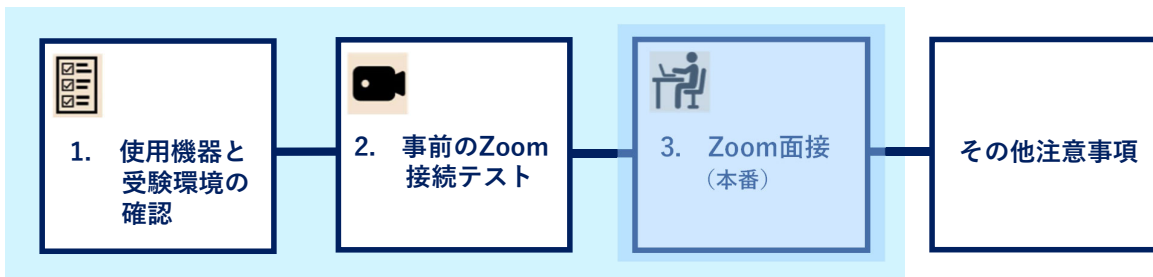 1. 使用機器と
受験環境の
確認
2. 事前のZoom
接続テスト
3. Zoom面接
（本番）
その他注意事項